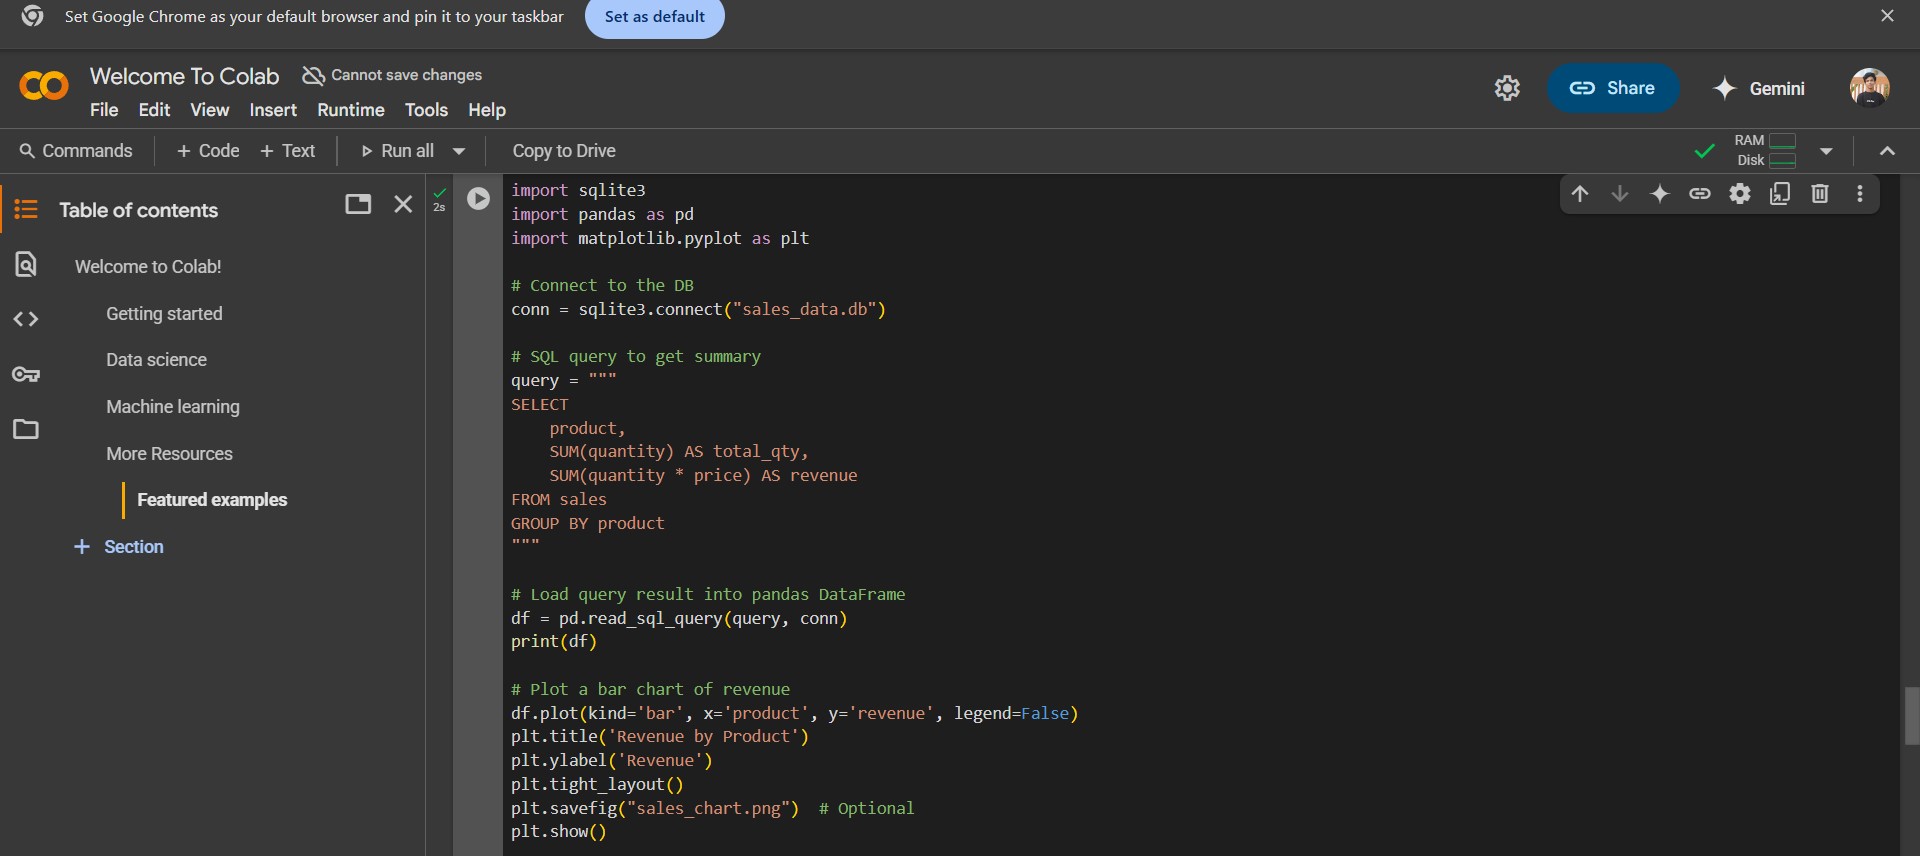 Set Google Chrome as your default browser and pin it to your taskbar
Set as default
Welcome To Colab
Cannot save changes
File Edit View Insert Runtime Tools Help
Share
Gemini
Commands
+ Code
+ Text
Run all
Copy to Drive
RAM
Disk
Table of contents
Welcome to Colab!
Getting started
Data science
Machine learning
More Resources
Featured examples
+ Section
2s
import sqlite3
import pandas as pd
import matplotlib.pyplot as plt

# Connect to the DB
conn = sqlite3.connect("sales_data.db")

# SQL query to get summary
query = """
SELECT
    product,
    SUM(quantity) AS total_qty,
    SUM(quantity * price) AS revenue
FROM sales
GROUP BY product
"""

# Load query result into pandas DataFrame
df = pd.read_sql_query(query, conn)
print(df)

# Plot a bar chart of revenue
df.plot(kind='bar', x='product', y='revenue', legend=False)
plt.title('Revenue by Product')
plt.ylabel('Revenue')
plt.tight_layout()
plt.savefig("sales_chart.png")  # Optional
plt.show()